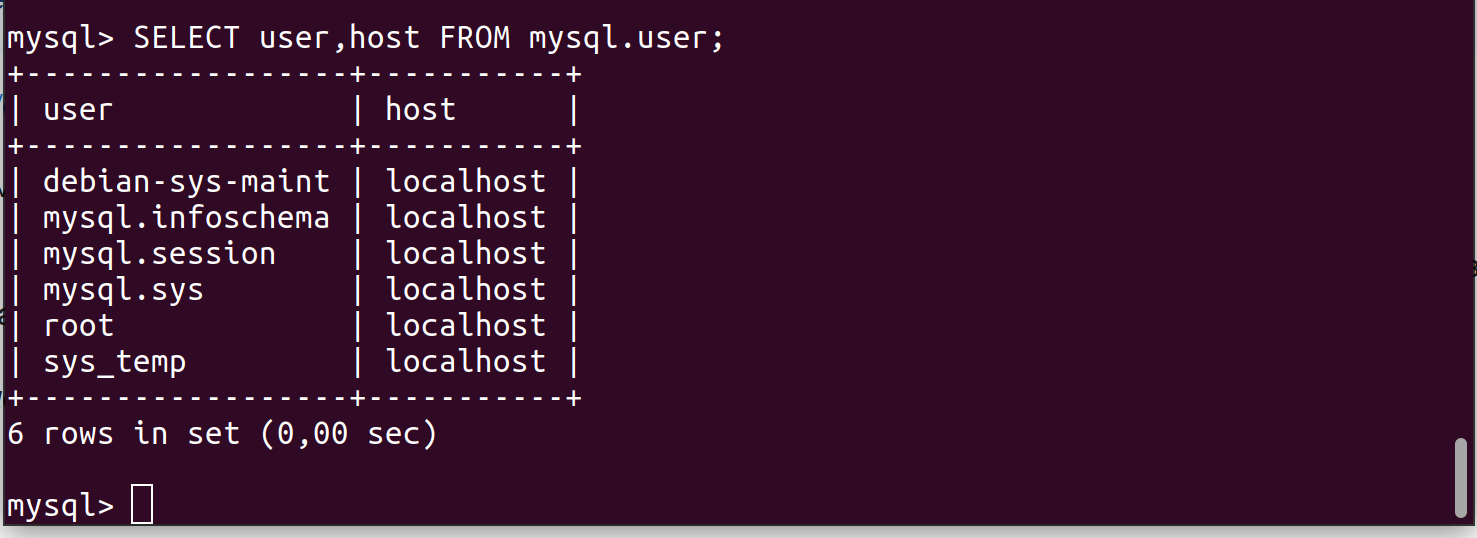 mysql> SELECT user,host FROM mysql.user;
+------------------+-----------+
| user             | host      |
+------------------+-----------+
| debian-sys-maint | localhost |
| mysql.infoschema | localhost |
| mysql.session    | localhost |
| mysql.sys        | localhost |
| root             | localhost |
| sys_temp         | localhost |
+------------------+-----------+
6 rows in set (0,00 sec)
mysql>